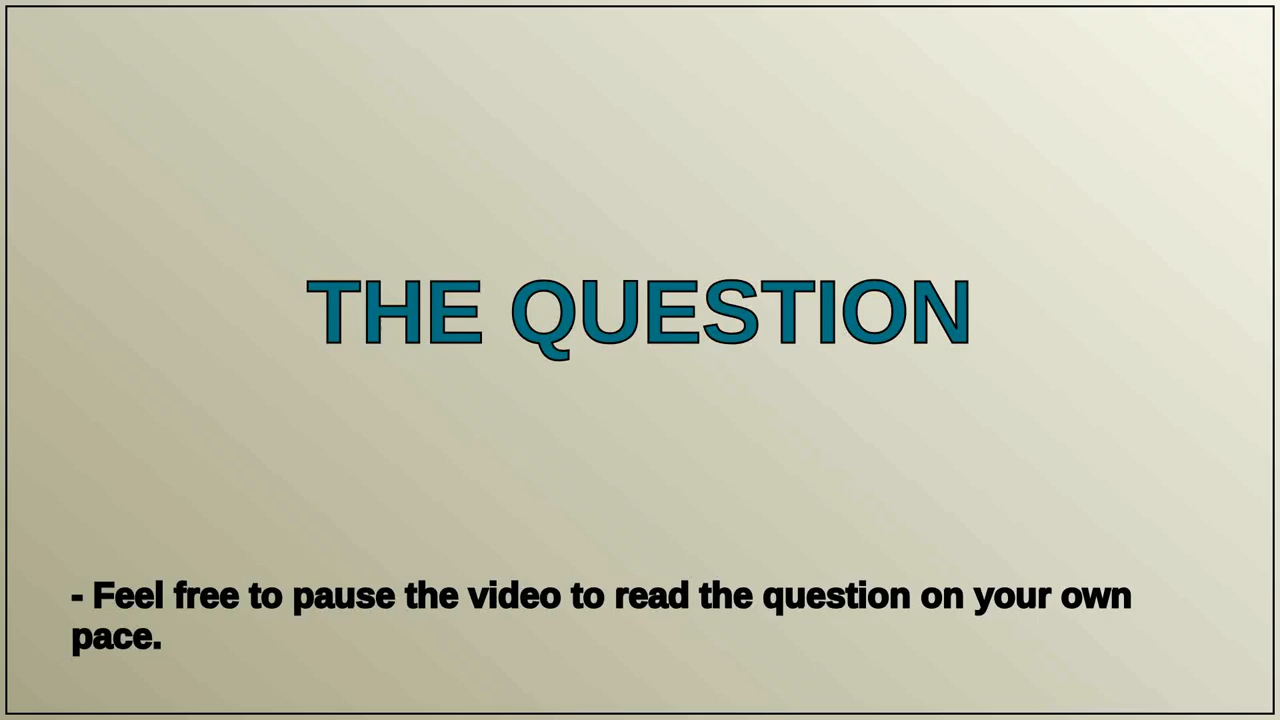 THE QUESTION
- Feel free to pause the video to read the question on your own
pace.